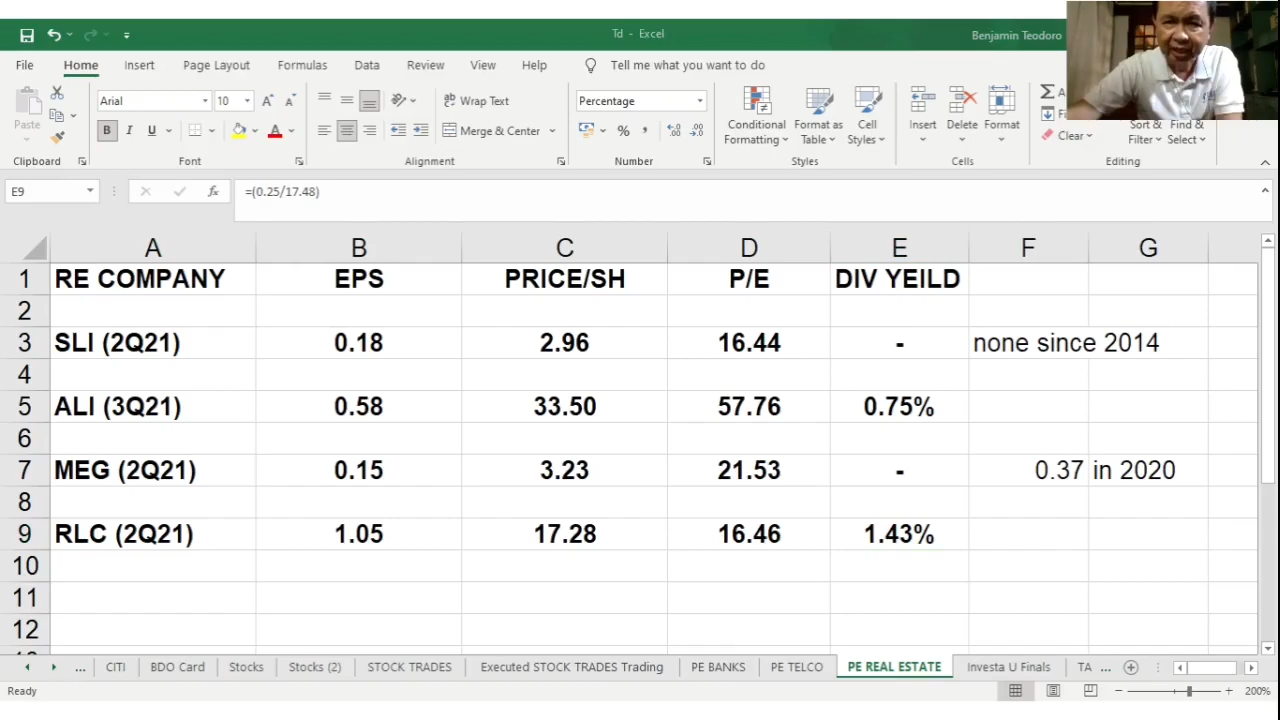 Td - Excel
Benjamin Teodoro
File Home Insert Page Layout Formulas Data Review View Help Tell me what you want to do
Paste
Arial 10
B I U
Wrap Text
Merge & Center
Percentage
Conditional Formatting
Format as Table
Cell Styles
Insert Delete Format
Clear
Sort & Filter
Find & Select
Clipboard Font Alignment Number Styles Cells Editing
E9 fx =(0.25/17.48)
A B C D E F G
1 RE COMPANY EPS PRICE/SH P/E DIV YEILD
2
3 SLI (2Q21) 0.18 2.96 16.44 - none since 2014
4
5 ALI (3Q21) 0.58 33.50 57.76 0.75%
6
7 MEG (2Q21) 0.15 3.23 21.53 - 0.37 in 2020
8
9 RLC (2Q21) 1.05 17.28 16.46 1.43%
10
11
12
... CITI BDO Card Stocks Stocks (2) STOCK TRADES Executed STOCK TRADES Trading PE BANKS PE TELCO PE REAL ESTATE Investa U Finals TA ...
Ready 200%